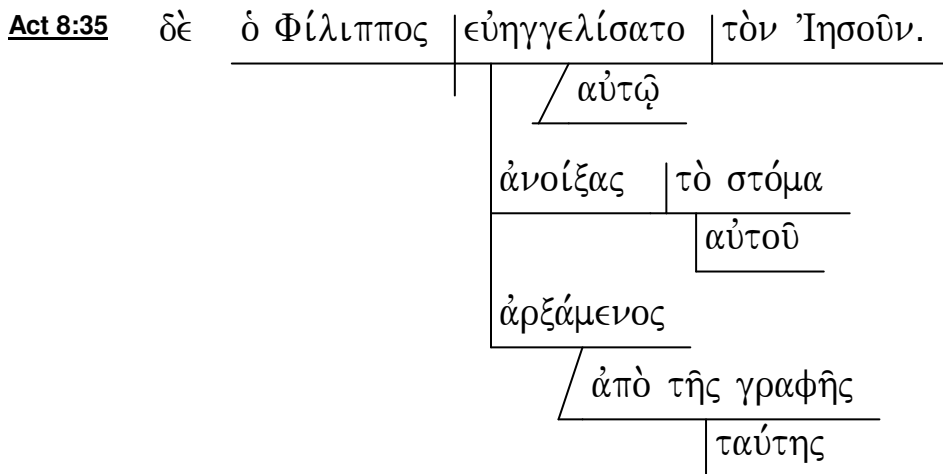 Act 8:35 δὲ ὁ Φίλιππος εὐηγγελίσατο τὸν Ἰησοῦν.
αὐτῷ
ἀνοίξας τὸ στόμα
αὐτοῦ
ἀρξάμενος
ἀπὸ τῆς γραφῆς
ταύτης